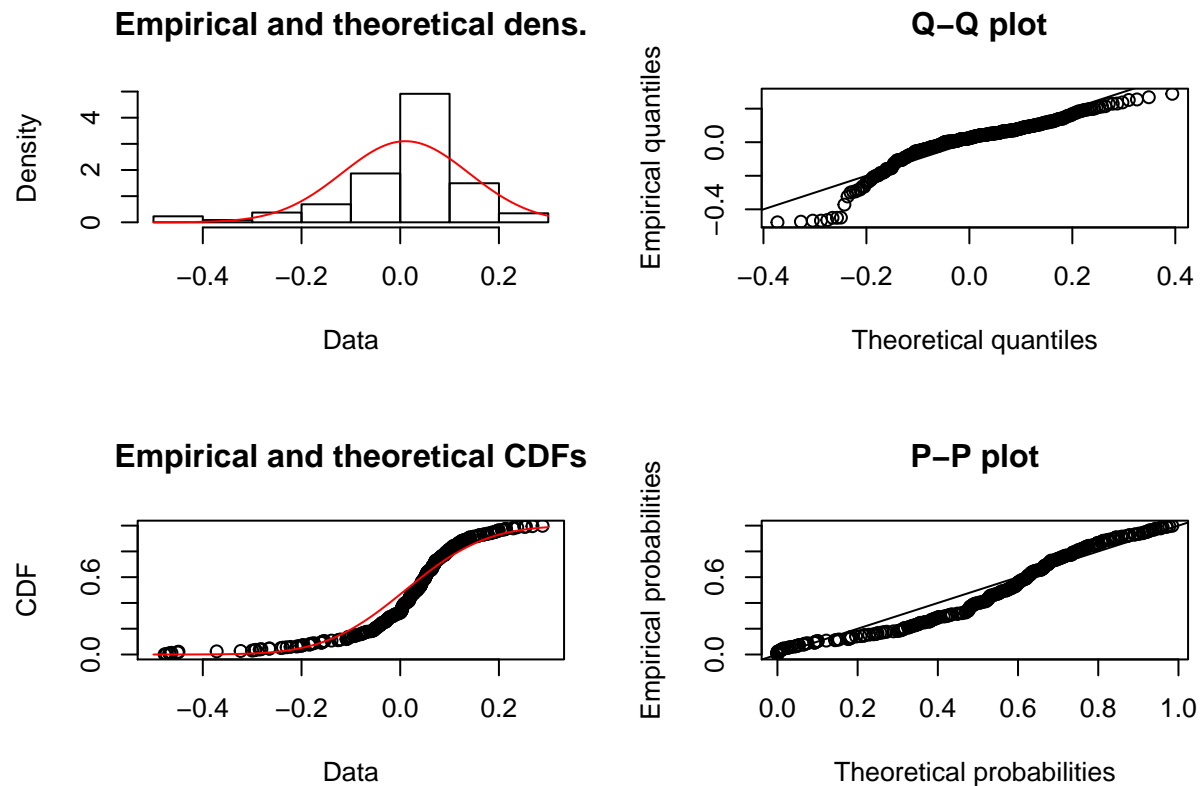 Empirical and theoretical dens.
Density
0 2 4
−0.4 −0.2 0.0 0.2
Data
Q−Q plot
Empirical quantiles
−0.4 0.0
−0.4 −0.2 0.0 0.2 0.4
Theoretical quantiles
Empirical and theoretical CDFs
CDF
0.0 0.6
−0.4 −0.2 0.0 0.2
Data
P−P plot
Empirical probabilities
0.0 0.6
0.0 0.2 0.4 0.6 0.8 1.0
Theoretical probabilities